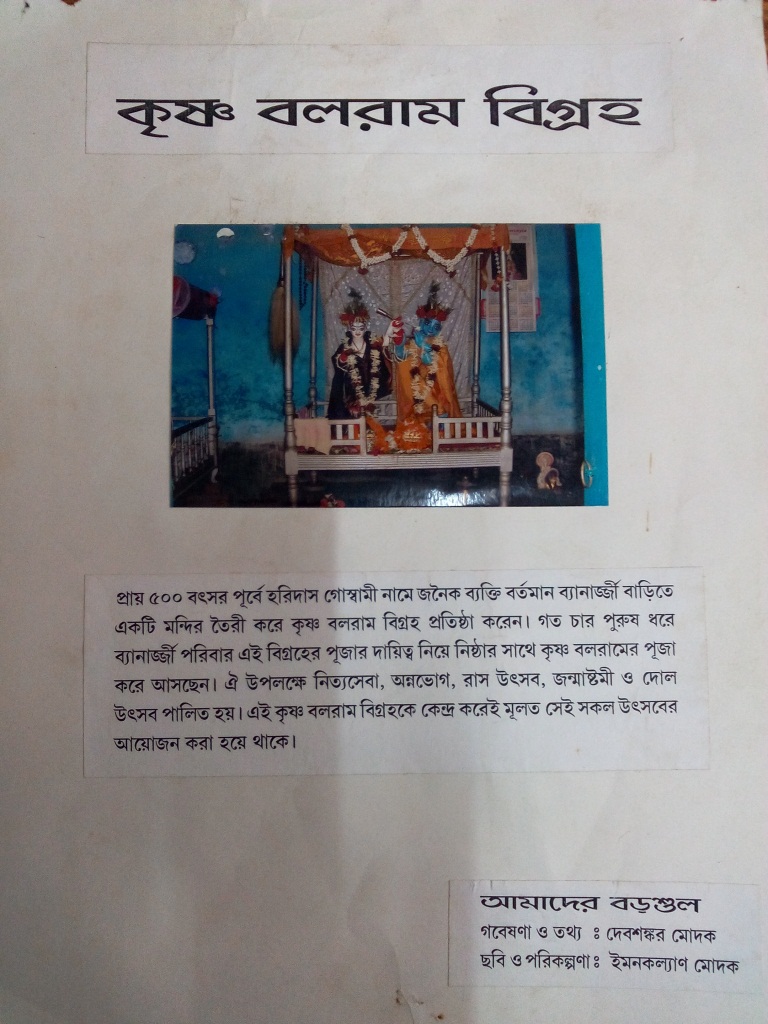 কৃষ্ণ বলরাম বিগ্রহ
প্রায় ৫০০ বৎসর পূর্বে হরিদাস গোস্বামী নামে জনৈক ব্যক্তি বর্তমান ব্যানার্জ্জী বাড়িতে
একটি মন্দির তৈরী করে কৃষ্ণ বলরাম বিগ্রহ প্রতিষ্ঠা করেন। গত চার পুরুষ ধরে
ব্যানার্জ্জী পরিবার এই বিগ্রহের পূজার দায়িত্ব নিয়ে নিষ্ঠার সাথে কৃষ্ণ বলরামের পূজা
করে আসছেন। ঐ উপলক্ষে নিত্যসেবা, অন্নভোগ, রাস উৎসব, জন্মাষ্টমী ও দোল
উৎসব পালিত হয়। এই কৃষ্ণ বলরাম বিগ্রহকে কেন্দ্র করেই মূলত সেই সকল উৎসবের
আয়োজন করা হয়ে থাকে।
আমাদের বড়শুল
গবেষণা ও তথ্য ঃ দেবশঙ্কর মোদক
ছবি ও পরিকল্পণা ঃ ইমনকল্যাণ মোদক